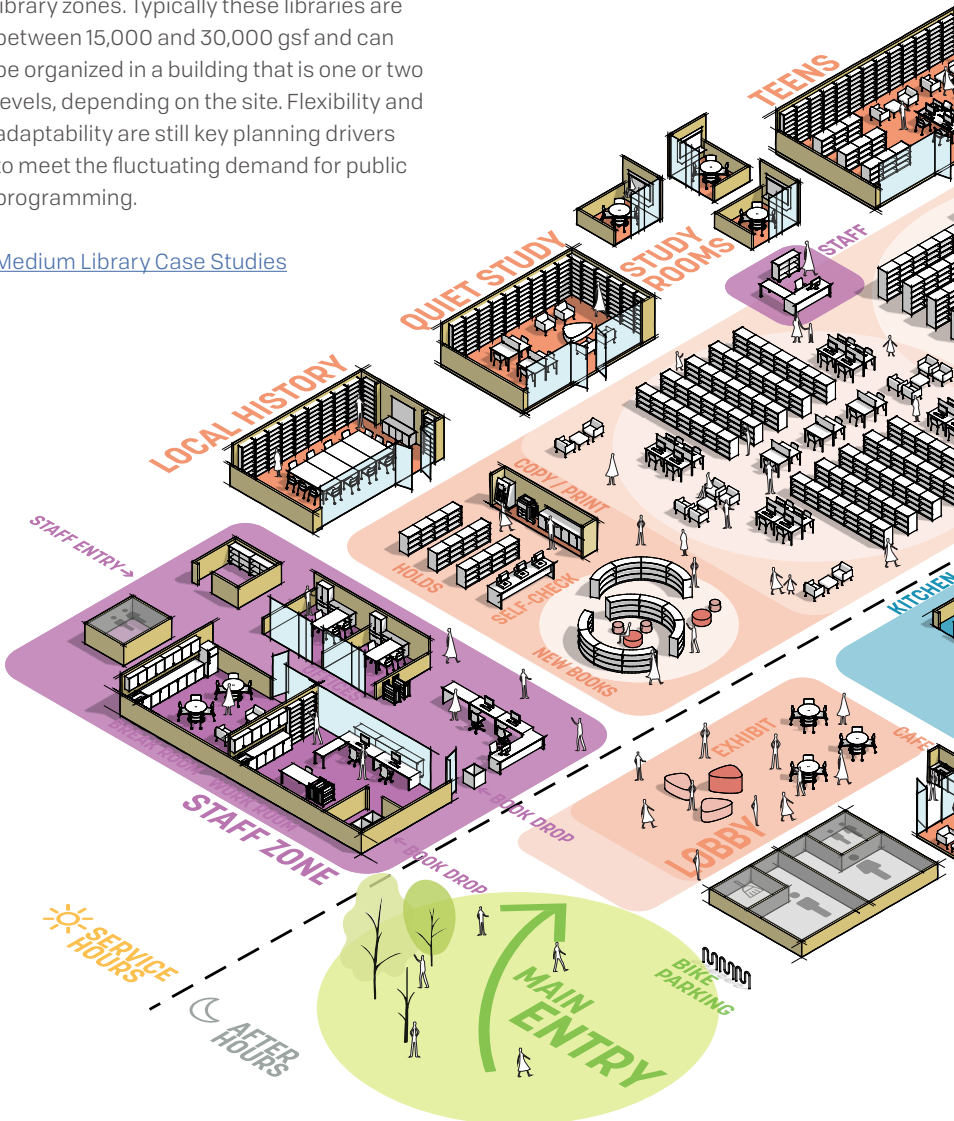 library zones. Typically these libraries are
between 15,000 and 30,000 gsf and can
be organized in a building that is one or two
levels, depending on the site. Flexibility and
adaptability are still key planning drivers
to meet the fluctuating demand for public
programming.
Medium Library Case Studies
TEENS
STAFF
STUDY
ROOMS
QUIET STUDY
LOCAL HISTORY
COPY / PRINT
HOLDS
SELF-CHECK
NEW BOOKS
STAFF ENTRY→
KITCHEN
OFFICES
BREAK ROOM
WORK ROOM
STAFF ZONE
←BOOK DROP
←BOOK DROP
EXHIBIT
CAFE
LOBBY
SERVICE
HOURS
AFTER
HOURS
MAIN
ENTRY
BIKE
PARKING